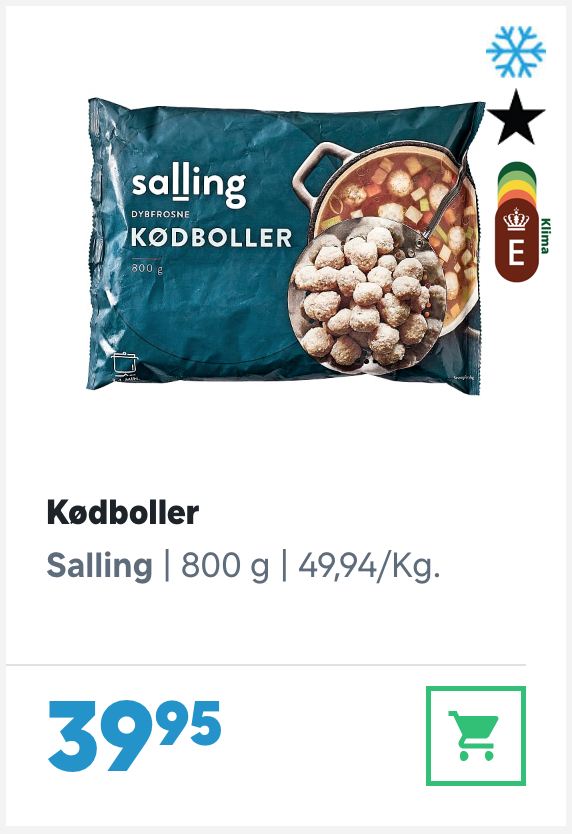 salling
DYBFROSNE
KØDBOLLER
800 g
E
Klima
Kødboller
Salling | 800 g | 49,94/Kg.
39⁹⁵